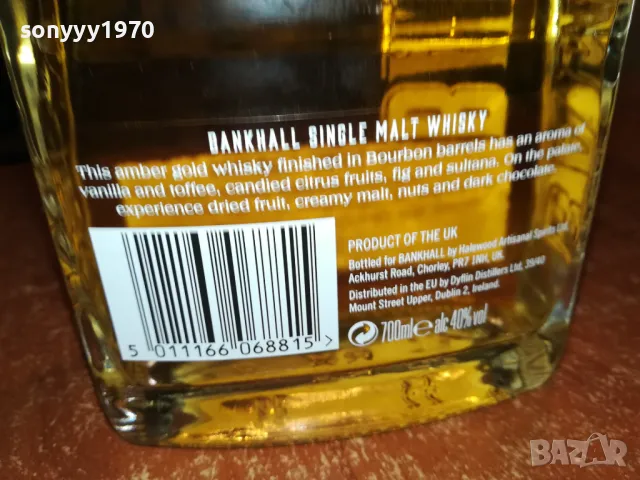 sonyyy1970
BANKHALL SINGLE MALT WHISKY
This amber gold whisky finished in Bourbon barrels has an aroma of
vanilla and toffee, candied citrus fruits, fig and sultana. On the palate,
experience dried fruit, creamy malt, nuts and dark chocolate.
PRODUCT OF THE UK
Bottled for BANKHALL by Halewood Artisanal Spirits Ltd,
Ackhurst Road, Chorley, PR7 1NH, UK.
Distributed in the EU by Dyflin Distillers Ltd, 39/40
Mount Street Upper, Dublin 2, Ireland.
700ml e alc 40% vol
5 011166 068815 >
BAZAR